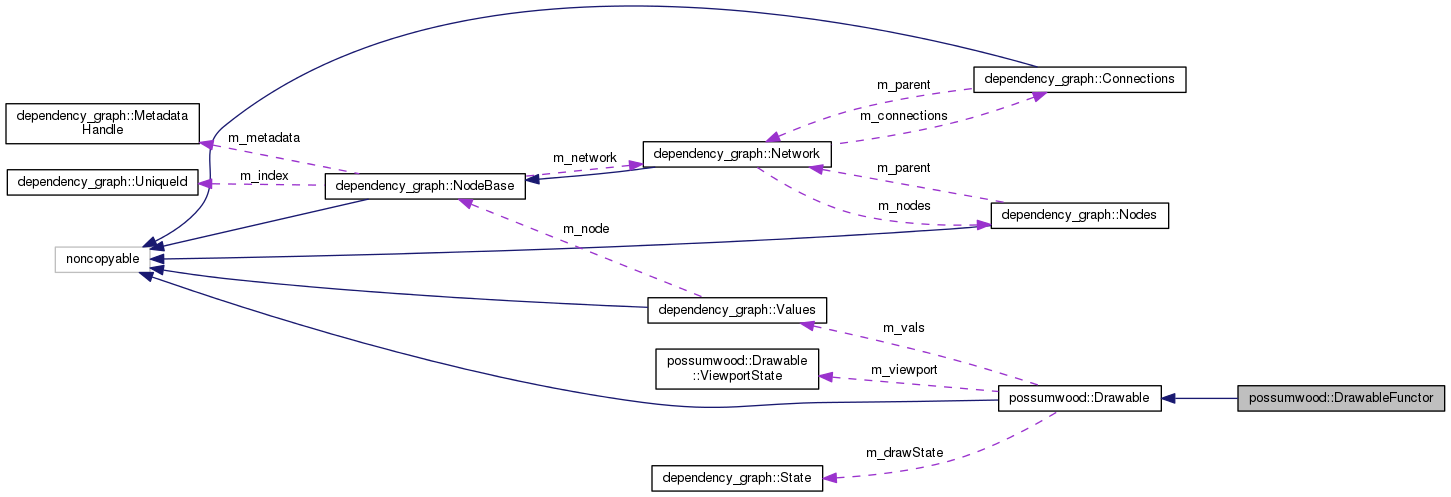 dependency_graph::Connections
m_parent
m_connections
dependency_graph::Metadata
Handle
m_metadata
dependency_graph::Network
m_network
m_parent
dependency_graph::UniqueId
m_index
dependency_graph::NodeBase
m_nodes
dependency_graph::Nodes
m_node
noncopyable
dependency_graph::Values
m_vals
possumwood::Drawable
::ViewportState
m_viewport
possumwood::Drawable
possumwood::DrawableFunctor
m_drawState
dependency_graph::State